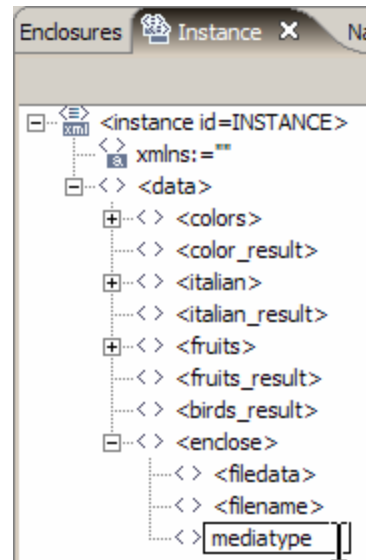 Enclosures Instance Na
<instance id=INSTANCE>
xmlns:=""
<data>
<colors>
<color_result>
<italian>
<italian_result>
<fruits>
<fruits_result>
<birds_result>
<enclose>
<filedata>
<filename>
mediatype